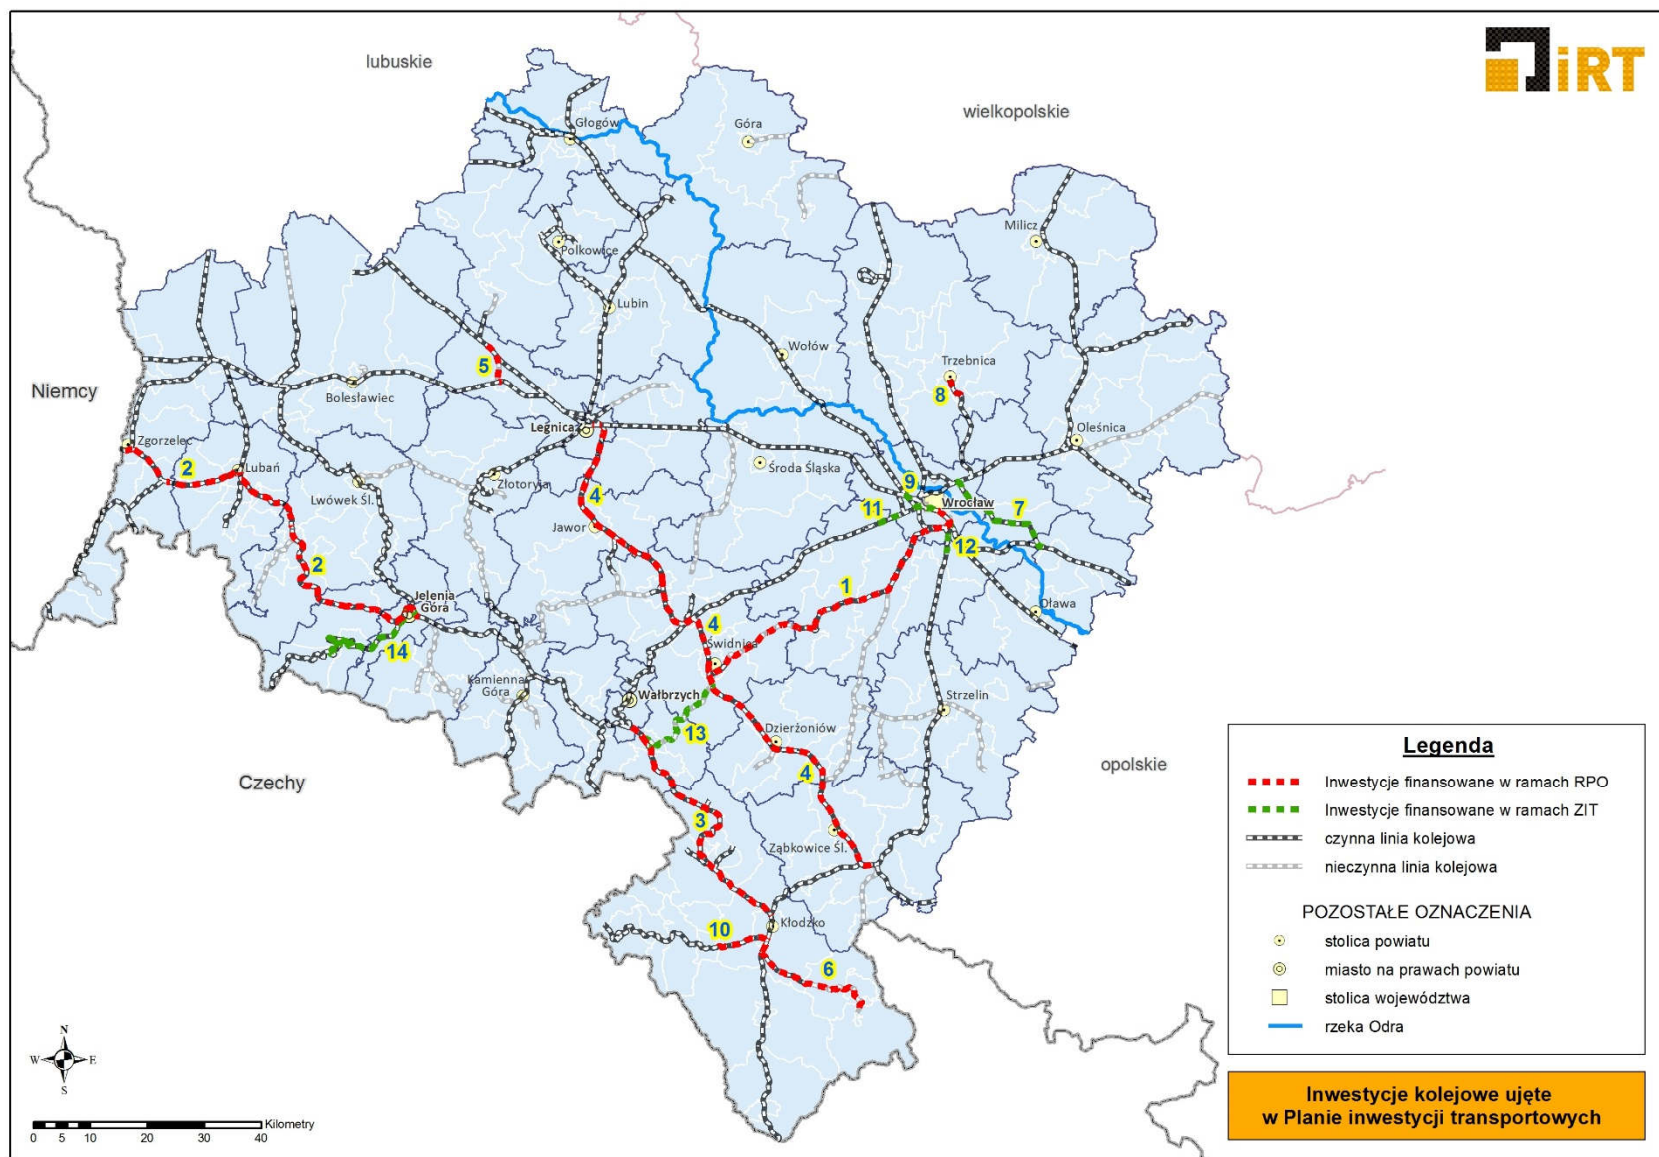 lubuskie
wielkopolskie
iRT
Głogów
Góra
Milicz
Polkowice
Lubin
Wołów
Trzebnica
5
8
Niemcy
Bolesławiec
Legnica
Oleśnica
Zgorzelec
2
Lubań
Lwówek Śl.
Złotoryja
Środa Śląska
4
Jawor
9
Wrocław
11
7
12
2
1
Jelenia
Góra
Oława
14
4
Świdnica
Kamienna
Góra
Wałbrzych
Strzelin
13
Dzierżoniów
4
opolskie
Czechy
3
Ząbkowice Śl.
10
Kłodzko
6
Legenda
Inwestycje finansowane w ramach RPO
Inwestycje finansowane w ramach ZIT
czynna linia kolejowa
nieczynna linia kolejowa
POZOSTAŁE OZNACZENIA
stolica powiatu
miasto na prawach powiatu
stolica województwa
rzeka Odra
N
W E
S
Kilometry
0 5 10 20 30 40
Inwestycje kolejowe ujęte
w Planie inwestycji transportowych